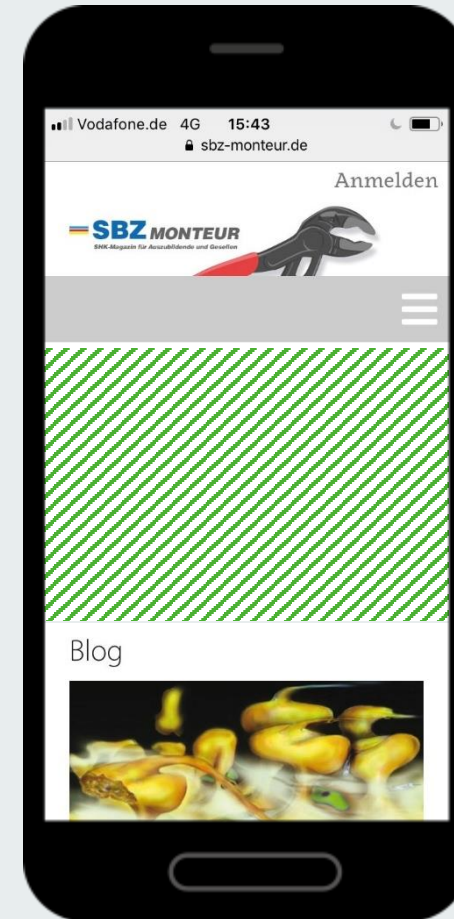 Vodafone.de 4G 15:43
sbz-monteur.de
Anmelden
SBZ MONTEUR
SHK-Magazin für Auszubildende und Gesellen
Blog